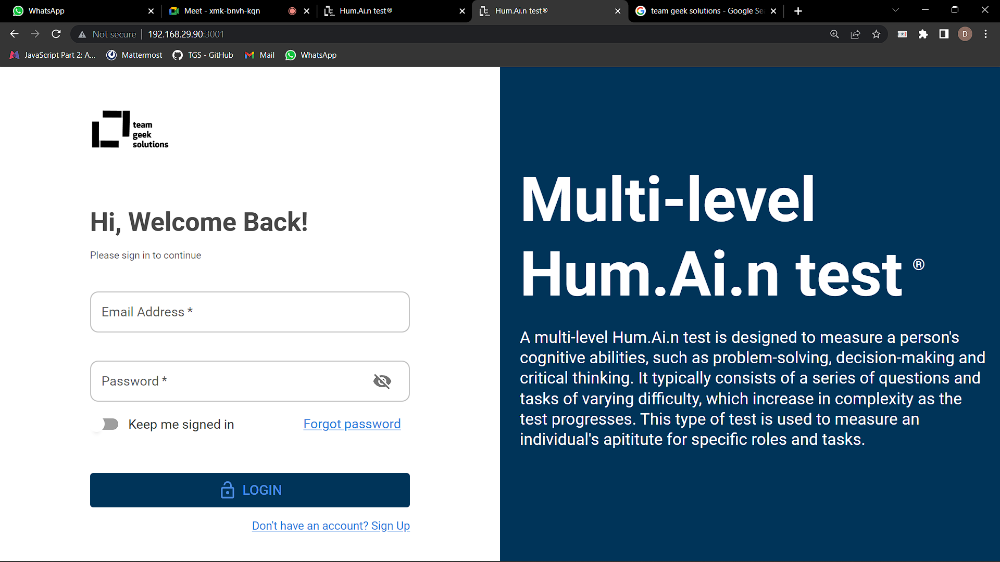 WhatsApp
Meet - xmk-bnvh-kqn
Hum.Ai.n test®
Hum.Ai.n test®
team geek solutions - Google Se
Not secure
192.168.29.90:3001
D
JavaScript Part 2: A...
Mattermost
TGS - GitHub
Mail
WhatsApp
team
geek
solutions
Hi, Welcome Back!
Please sign in to continue
Email Address *
Password *
Keep me signed in
Forgot password
LOGIN
Don't have an account? Sign Up
Multi-level
Hum.Ai.n test ®
A multi-level Hum.Ai.n test is designed to measure a person's
cognitive abilities, such as problem-solving, decision-making and
critical thinking. It typically consists of a series of questions and
tasks of varying difficulty, which increase in complexity as the
test progresses. This type of test is used to measure an
individual's apititute for specific roles and tasks.